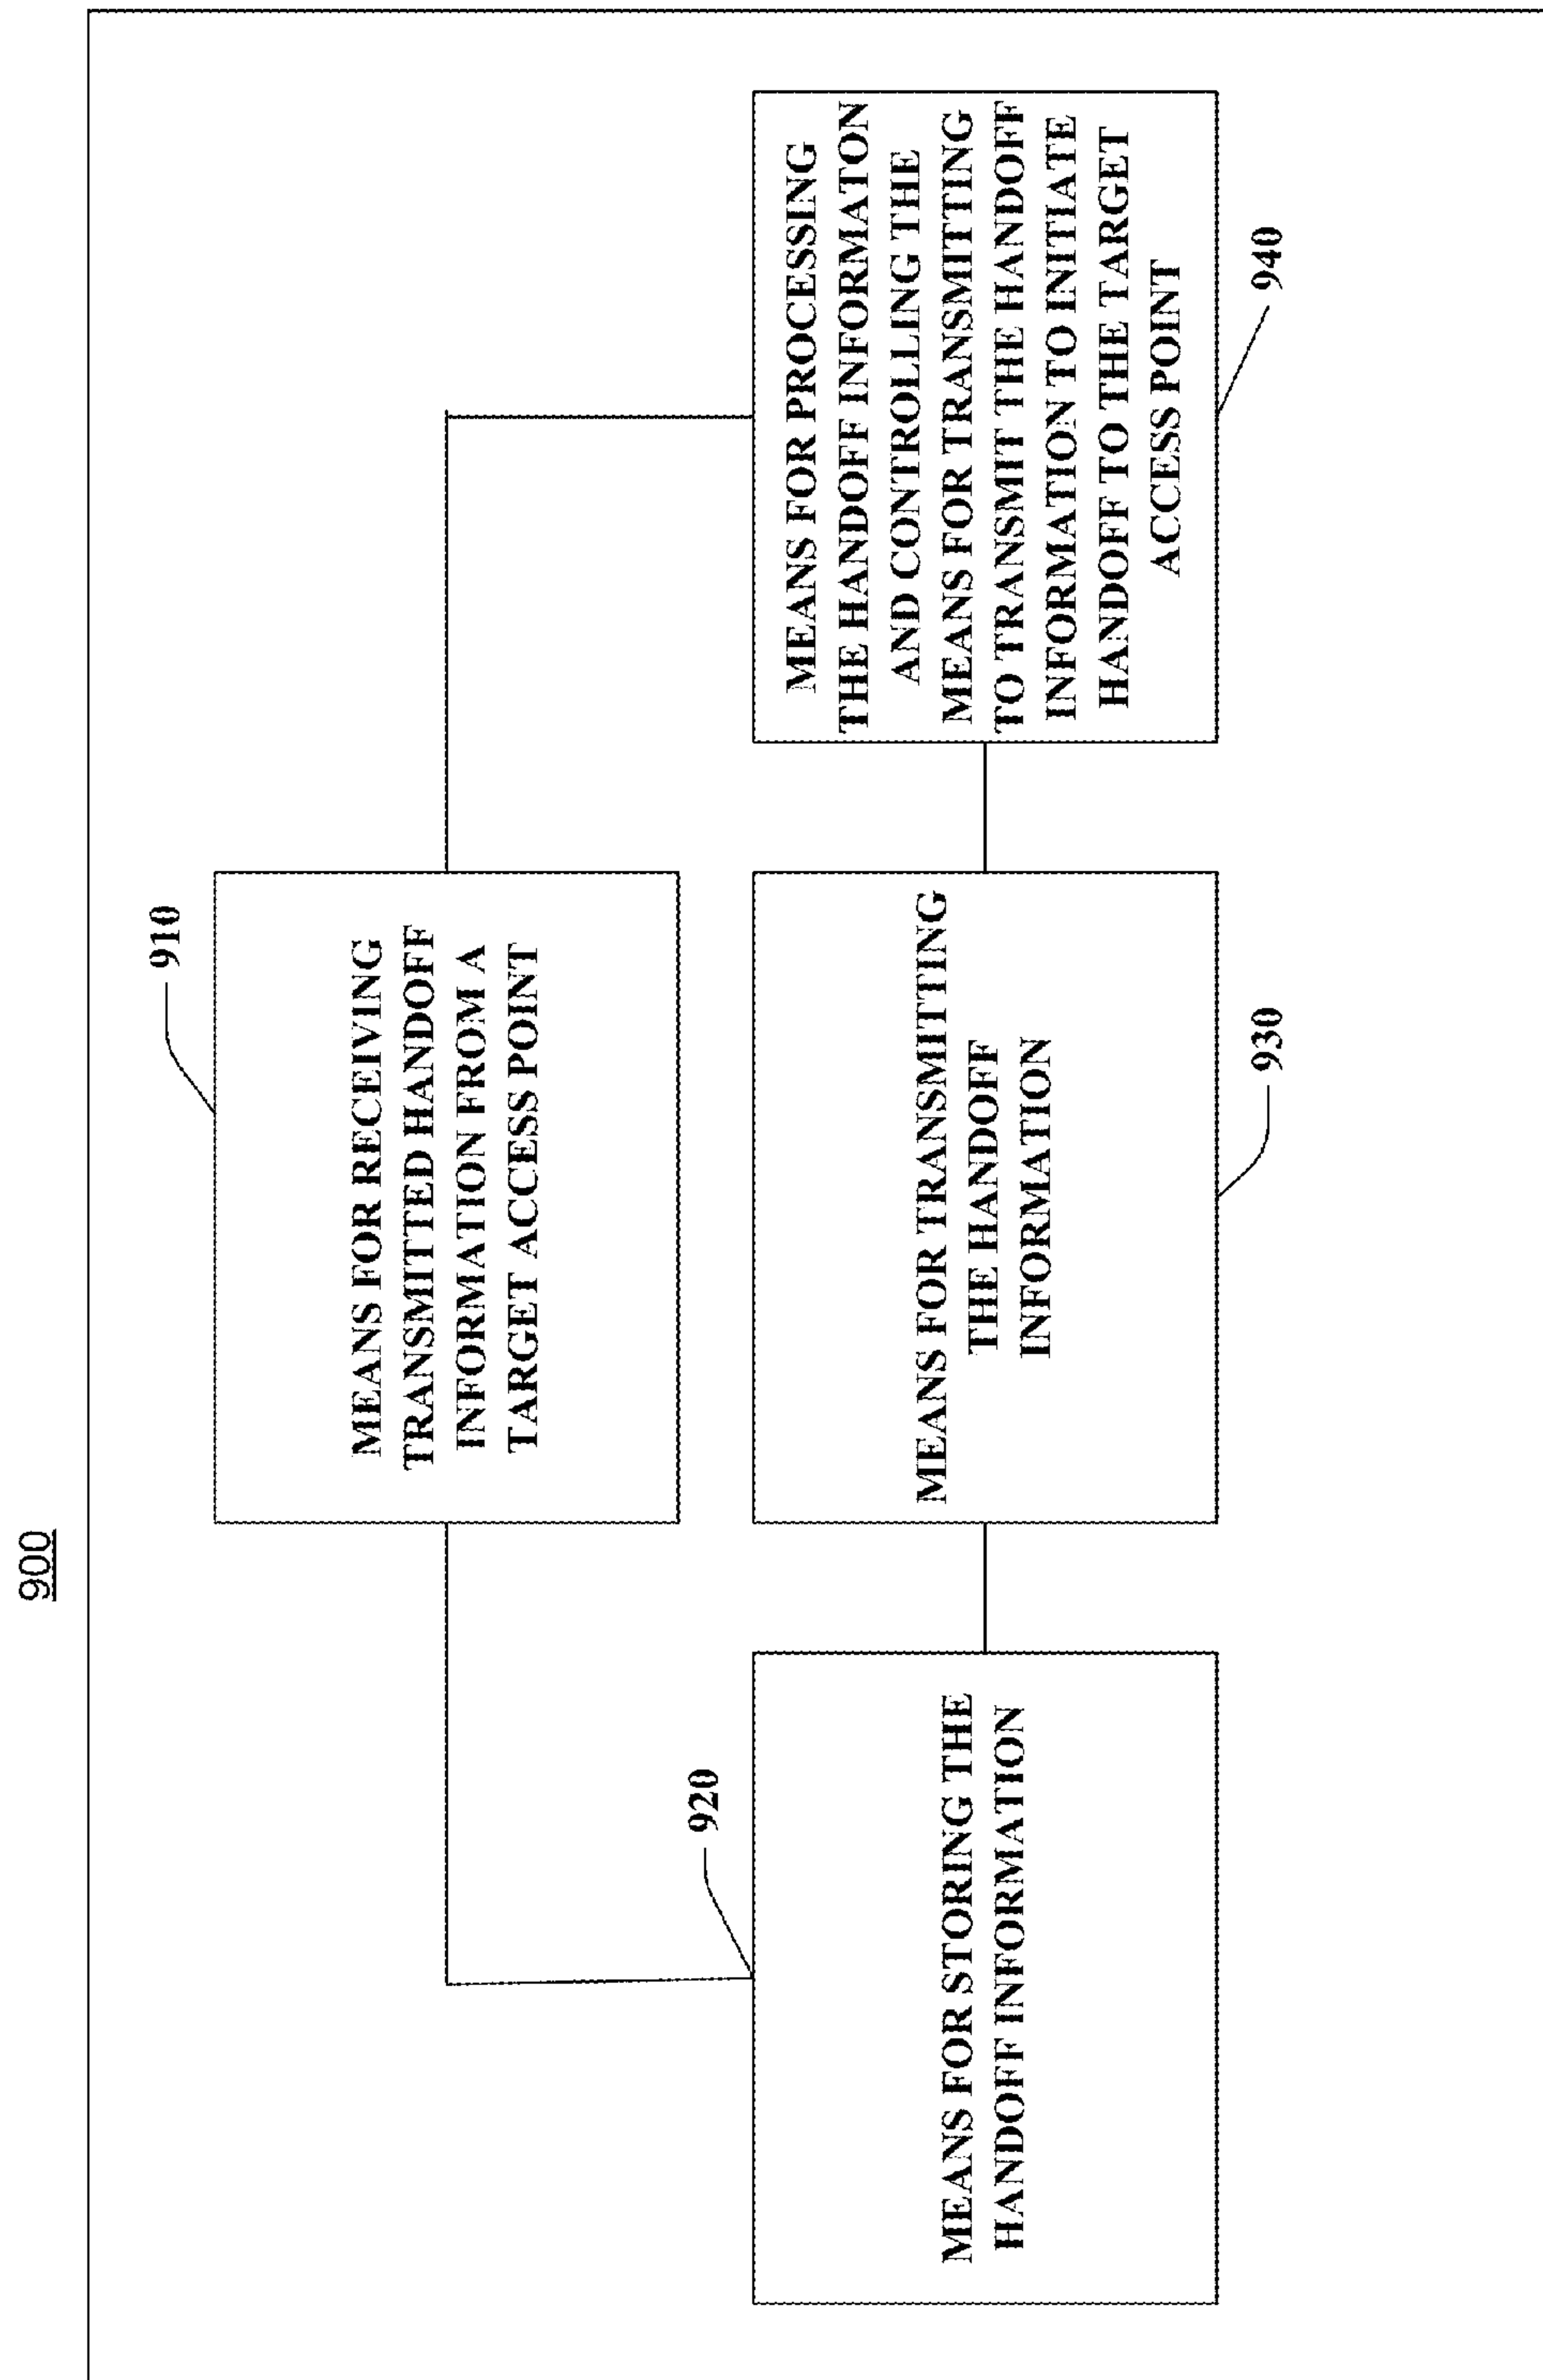 900
910
MEANS FOR RECEIVING
TRANSMITTED HANDOFF
INFORMATION FROM A
TARGET ACCESS POINT
920
MEANS FOR STORING THE
HANDOFF INFORMATION
MEANS FOR TRANSMITTING
THE HANDOFF
INFORMATION
930
MEANS FOR PROCESSING
THE HANDOFF INFORMATON
AND CONTROLLING THE
MEANS FOR TRANSMITTING
TO TRANSMIT THE HANDOFF
INFORMATION TO INITIATE
HANDOFF TO THE TARGET
ACCESS POINT
940